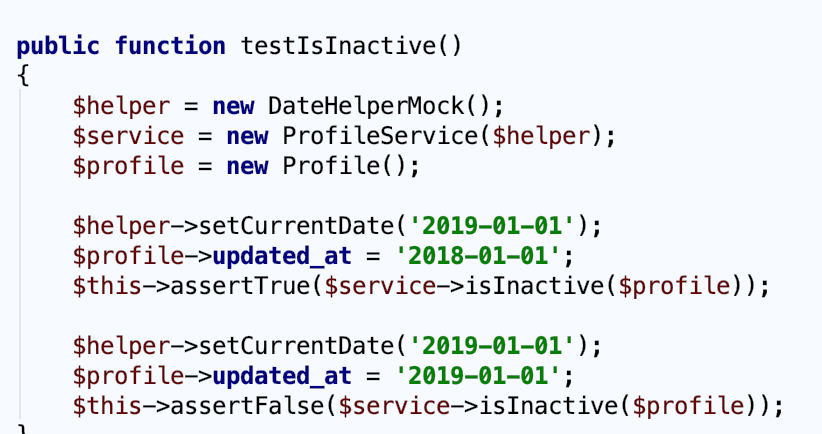 public function testIsInactive()
{
    $helper = new DateHelperMock();
    $service = new ProfileService($helper);
    $profile = new Profile();

    $helper->setCurrentDate('2019-01-01');
    $profile->updated_at = '2018-01-01';
    $this->assertTrue($service->isInactive($profile));

    $helper->setCurrentDate('2019-01-01');
    $profile->updated_at = '2019-01-01';
    $this->assertFalse($service->isInactive($profile));
}